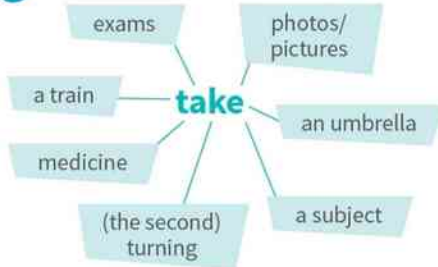 exams
photos/
pictures
a train
take
an umbrella
medicine
(the second)
turning
a subject